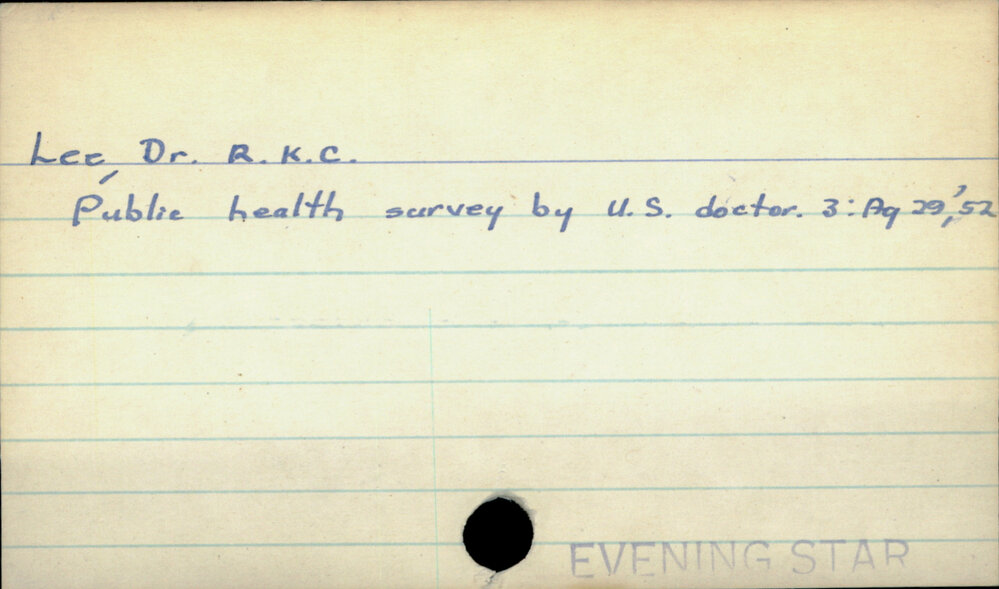 Lee, Dr. R.K.C.
Public health survey by U.S. doctor. 3: Ag 29, '52
EVENING STAR